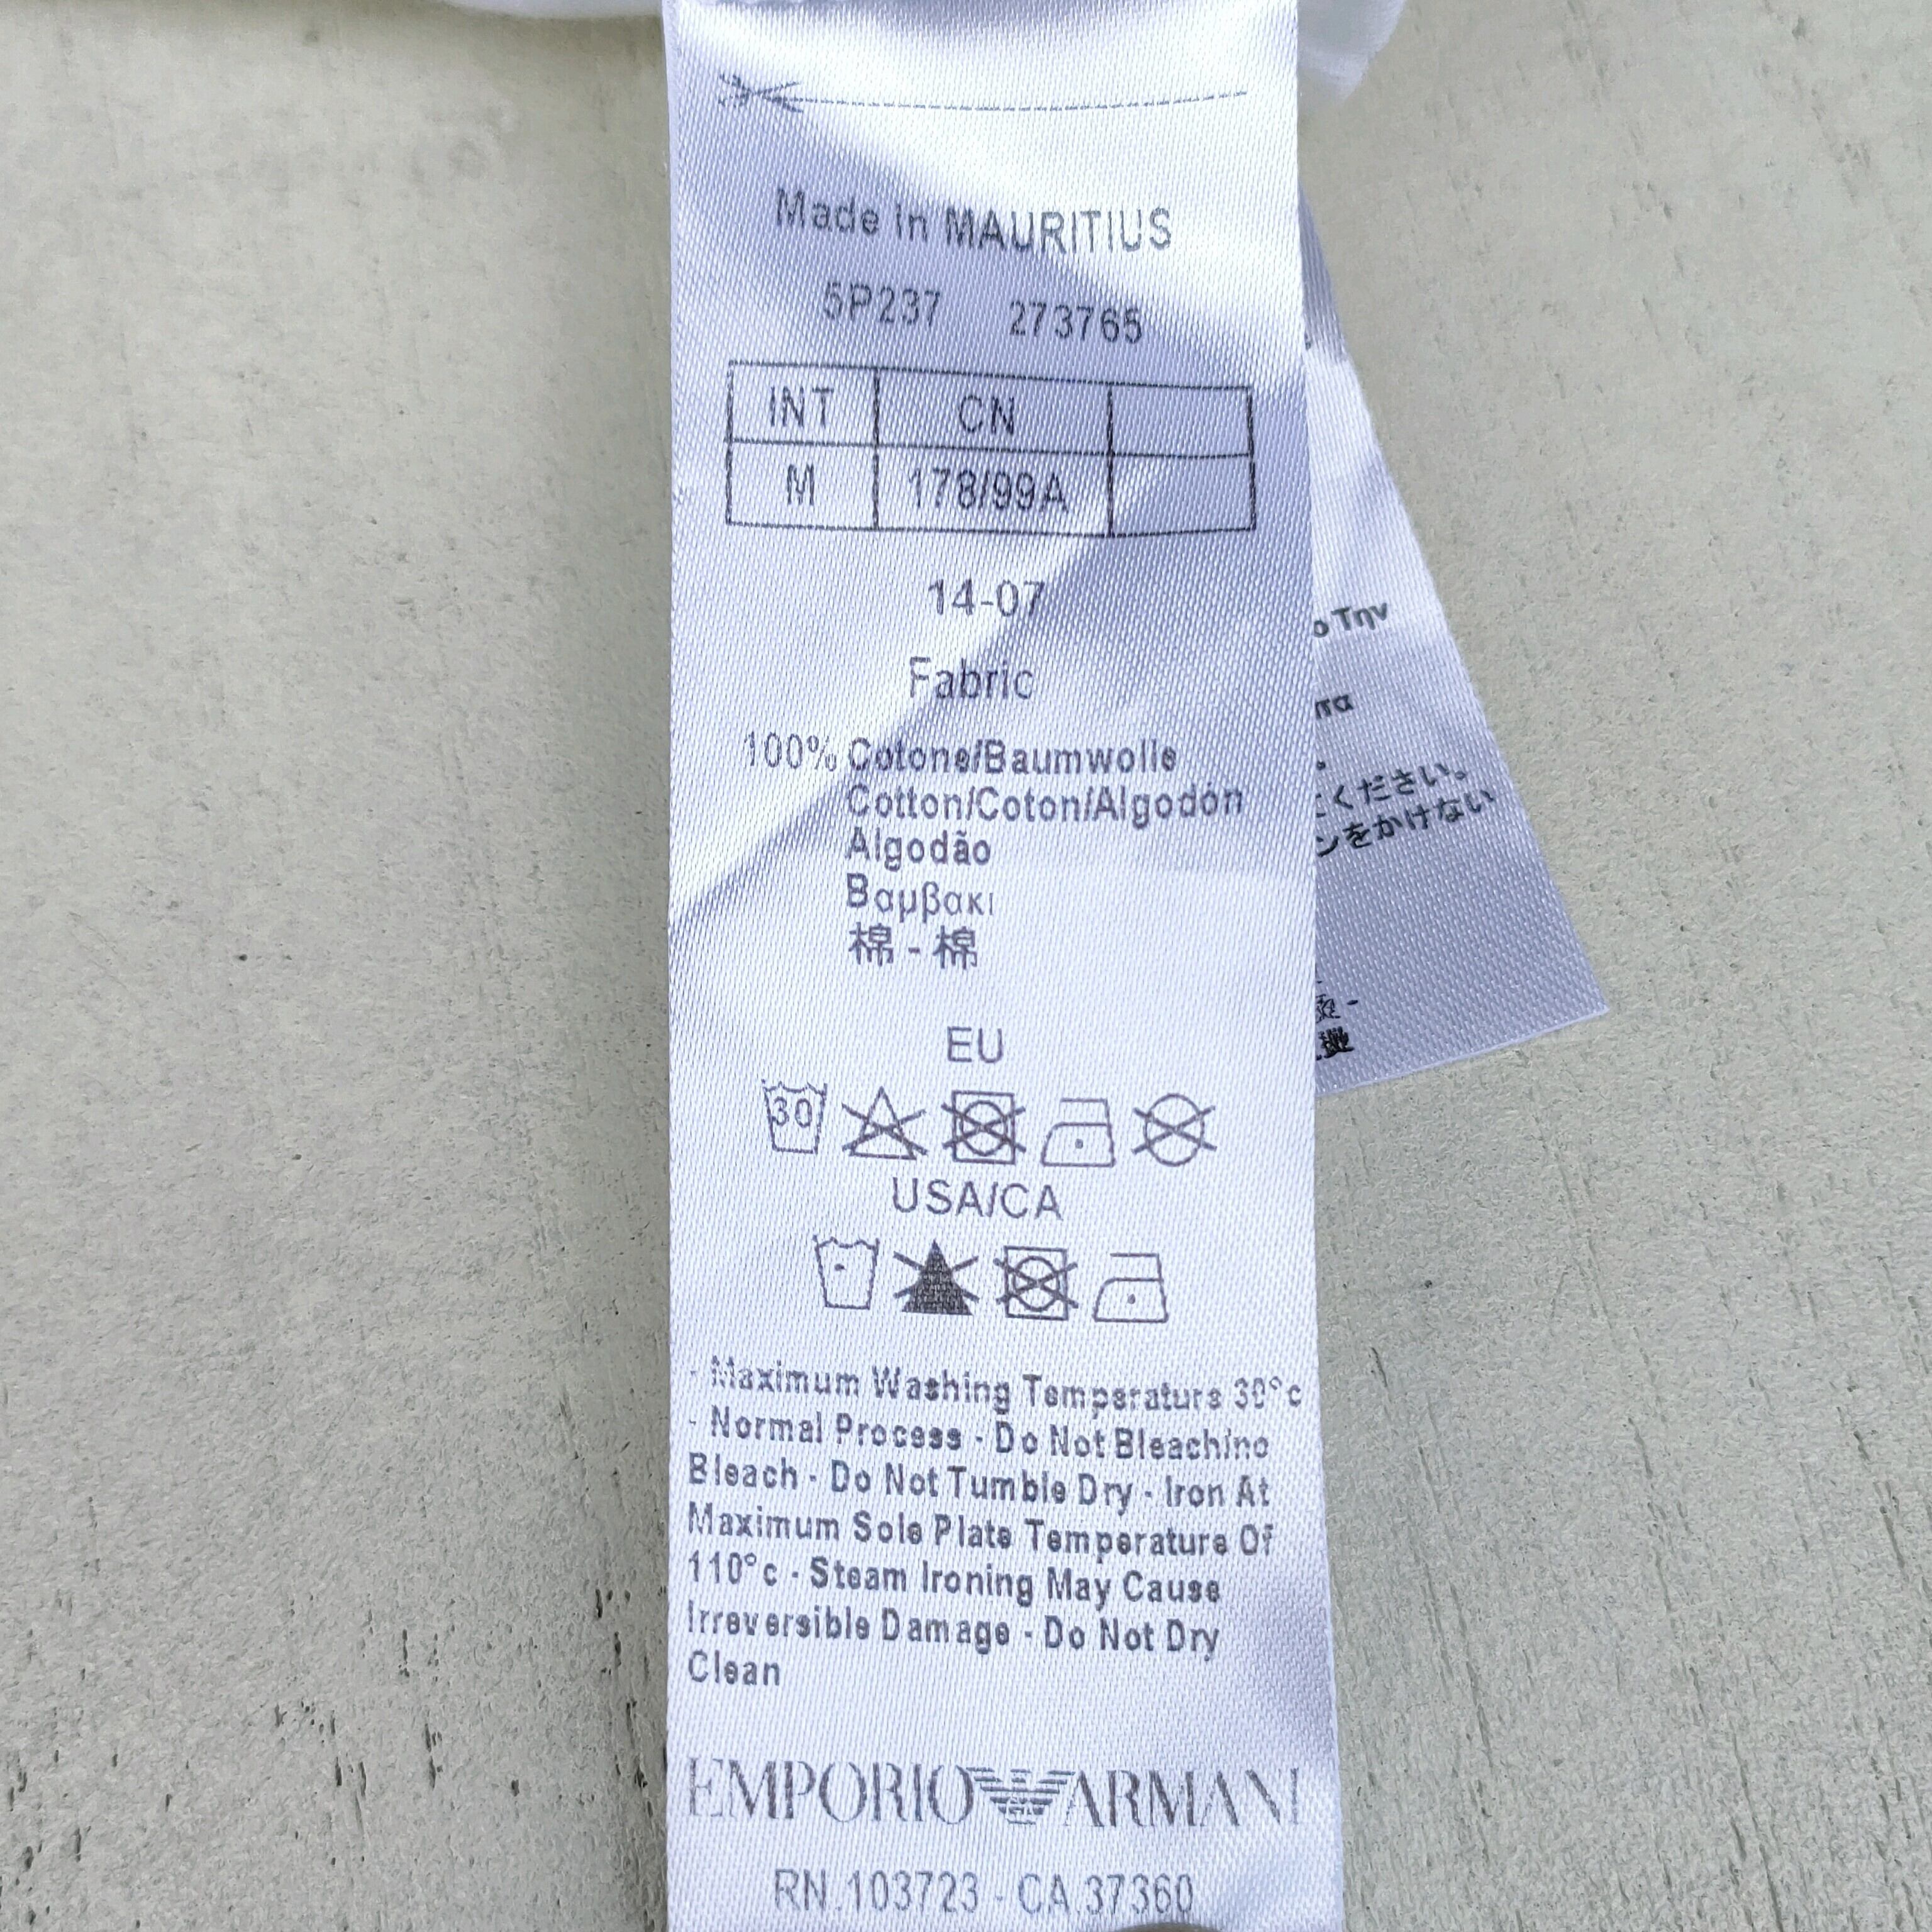 Made in MAURITIUS
5P237 273765
INT CN
M 178/99A
14-07
Fabric
100% Cotone/Baumwolle
Cotton/Coton/Algodón
Algodão
Βαμβακι
棉 - 棉
EU
30
USA/CA
- Maximum Washing Temperature 30°c
- Normal Process - Do Not Bleaching
Bleach - Do Not Tumble Dry - Iron At
Maximum Sole Plate Temperature Of
110°c - Steam Ironing May Cause
Irreversible Damage - Do Not Dry
Clean
EMPORIO ARMANI
RN.103723 - CA.37360
ο Την
ください。
ンをかけない